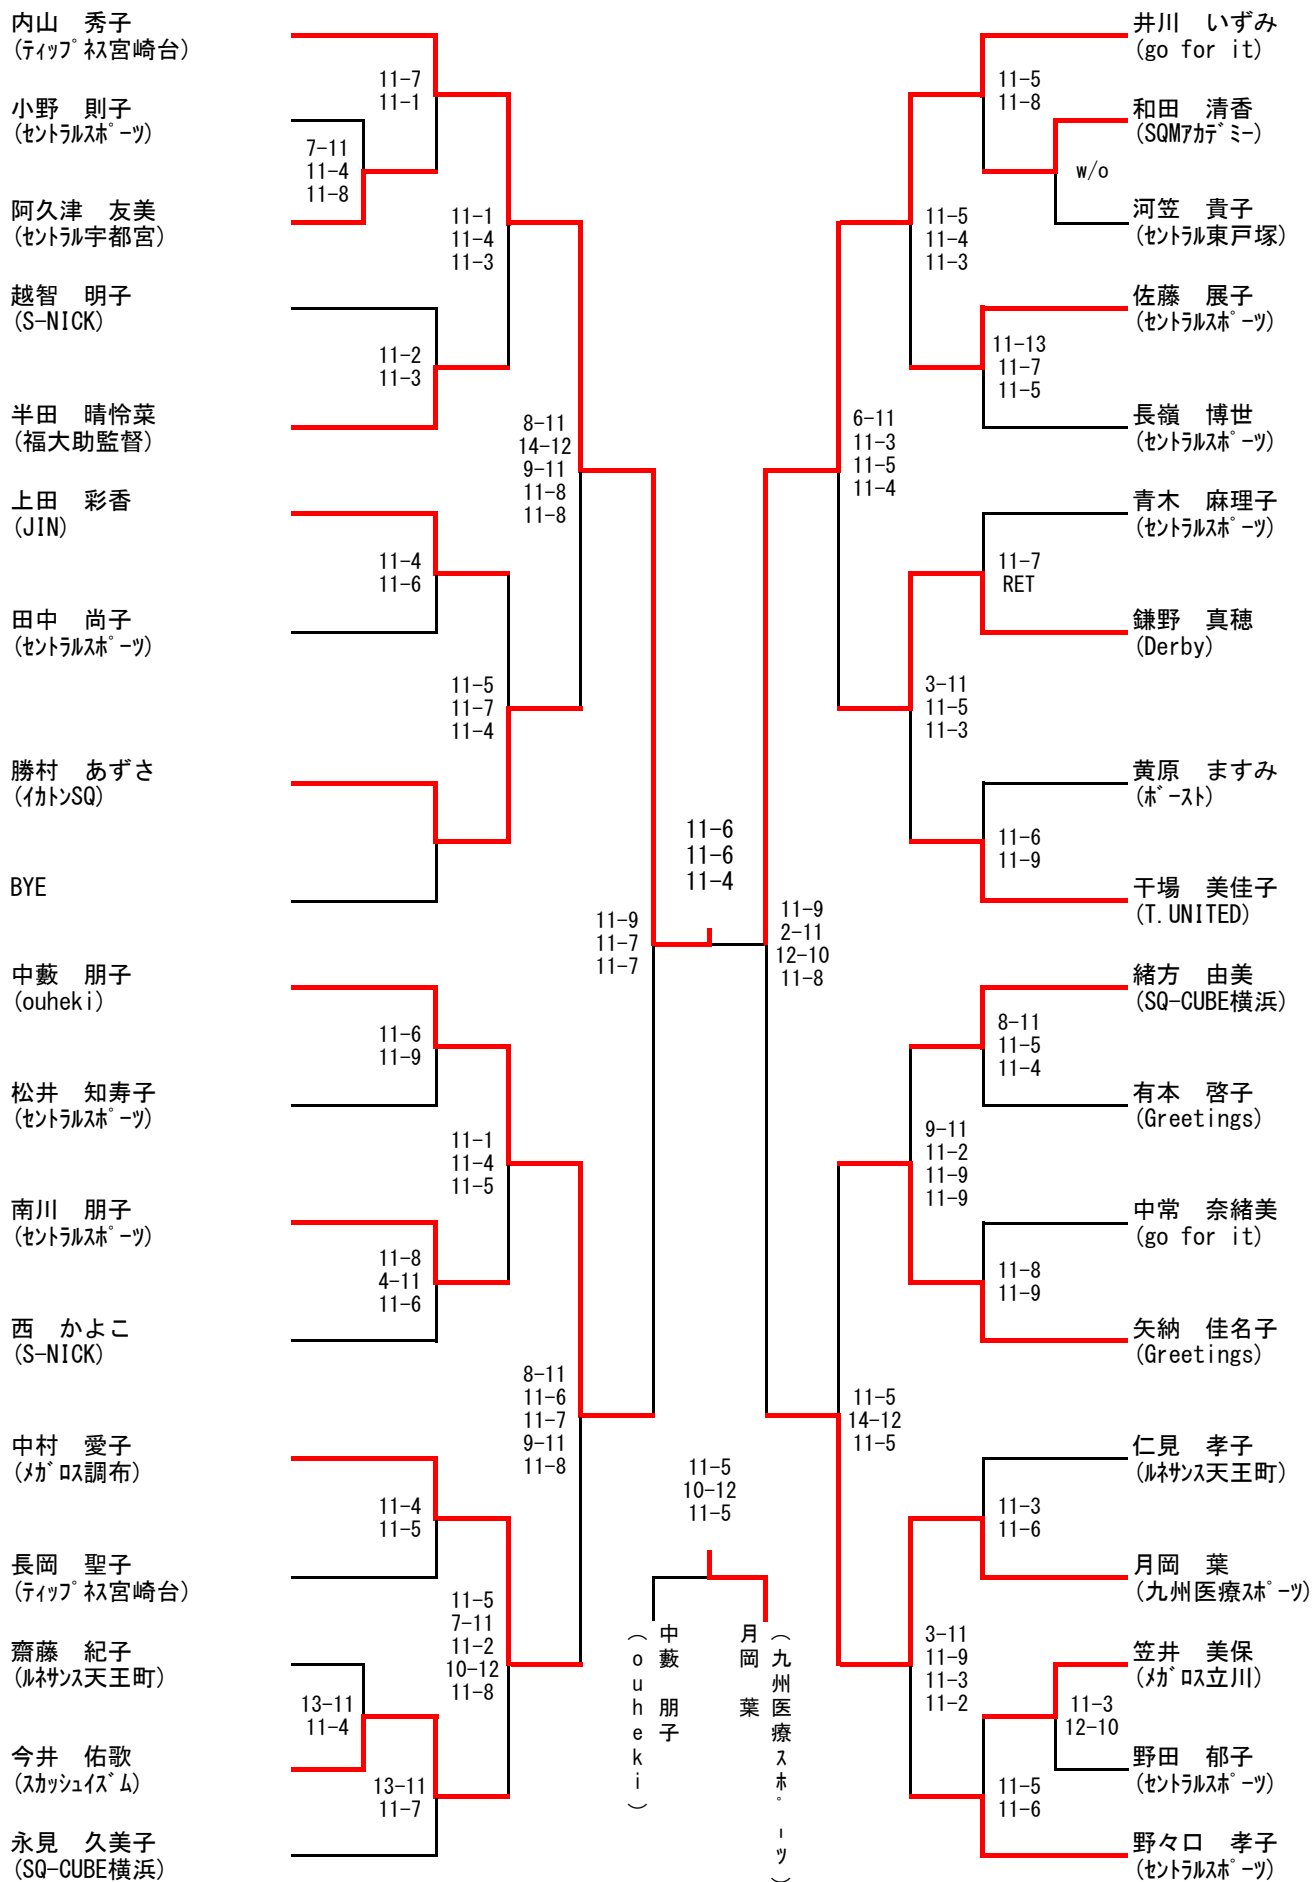 内山　秀子
(ティップネス宮崎台)
11-7
11-1
小野　則子
(セントラルスポーツ)
7-11
11-4
11-8
阿久津　友美
(セントラル宇都宮)
11-1
11-4
11-3
越智　明子
(S-NICK)
11-2
11-3
半田　晴怜菜
(福大助監督)
8-11
14-12
9-11
11-8
11-8
上田　彩香
(JIN)
11-4
11-6
田中　尚子
(セントラルスポーツ)
11-5
11-7
11-4
勝村　あずさ
(イカトンSQ)
BYE
11-9
11-7
11-7
中藪　朋子
(ouheki)
11-6
11-9
松井　知寿子
(セントラルスポーツ)
11-1
11-4
11-5
南川　朋子
(セントラルスポーツ)
11-8
4-11
11-6
西　かよこ
(S-NICK)
8-11
11-6
11-7
9-11
11-8
中村　愛子
(メガロス調布)
11-4
11-5
長岡　聖子
(ティップネス宮崎台)
11-5
7-11
11-2
10-12
11-8
齋藤　紀子
(ルネサンス天王町)
13-11
11-4
今井　佑歌
(スカッシュイズム)
13-11
11-7
永見　久美子
(SQ-CUBE横浜)
11-6
11-6
11-4
11-5
10-12
11-5
中藪　朋子
(ouheki)
月岡　葉
(九州医療スポーツ)
井川　いずみ
(go for it)
11-5
11-8
和田　清香
(SQMアカデミー)
w/o
河笠　貴子
(セントラル東戸塚)
11-5
11-4
11-3
佐藤　展子
(セントラルスポーツ)
11-13
11-7
11-5
長嶺　博世
(セントラルスポーツ)
6-11
11-3
11-5
11-4
青木　麻理子
(セントラルスポーツ)
11-7
RET
鎌野　真穂
(Derby)
3-11
11-5
11-3
黄原　ますみ
(ボースト)
11-6
11-9
干場　美佳子
(T.UNITED)
11-9
2-11
12-10
11-8
緒方　由美
(SQ-CUBE横浜)
8-11
11-5
11-4
有本　啓子
(Greetings)
9-11
11-2
11-9
11-9
中常　奈緒美
(go for it)
11-8
11-9
矢納　佳名子
(Greetings)
11-5
14-12
11-5
仁見　孝子
(ルネサンス天王町)
11-3
11-6
月岡　葉
(九州医療スポーツ)
3-11
11-9
11-3
11-2
笠井　美保
(メガロス立川)
11-3
12-10
野田　郁子
(セントラルスポーツ)
11-5
11-6
野々口　孝子
(セントラルスポーツ)